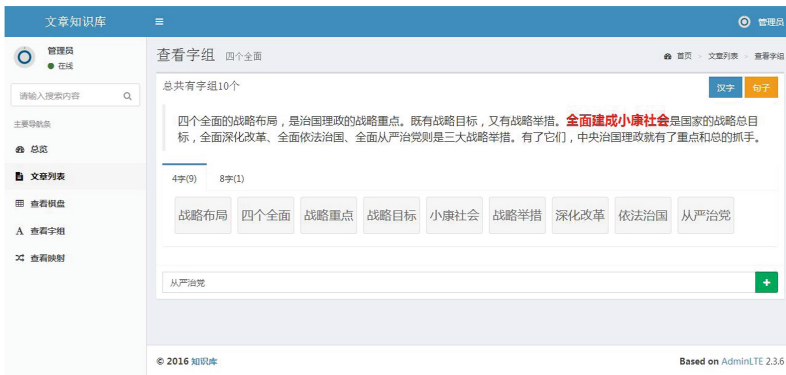 文章知识库
管理员
管理员
在线
请输入搜索内容
主要导航条
总览
文章列表
查看棋盘
A 查看字组
查看映射
查看字组 四个全面
首页 > 文章列表 > 查看字组
总共有字组10个
汉字 句子
四个全面的战略布局，是治国理政的战略重点。既有战略目标，又有战略举措。全面建成小康社会是国家的战略总目
标，全面深化改革、全面依法治国、全面从严治党则是三大战略举措。有了它们，中央治国理政就有了重点和总的抓手。
4字(9) 8字(1)
战略布局 四个全面 战略重点 战略目标 小康社会 战略举措 深化改革 依法治国 从严治党
从严治党
© 2016 知识库
Based on AdminLTE 2.3.6